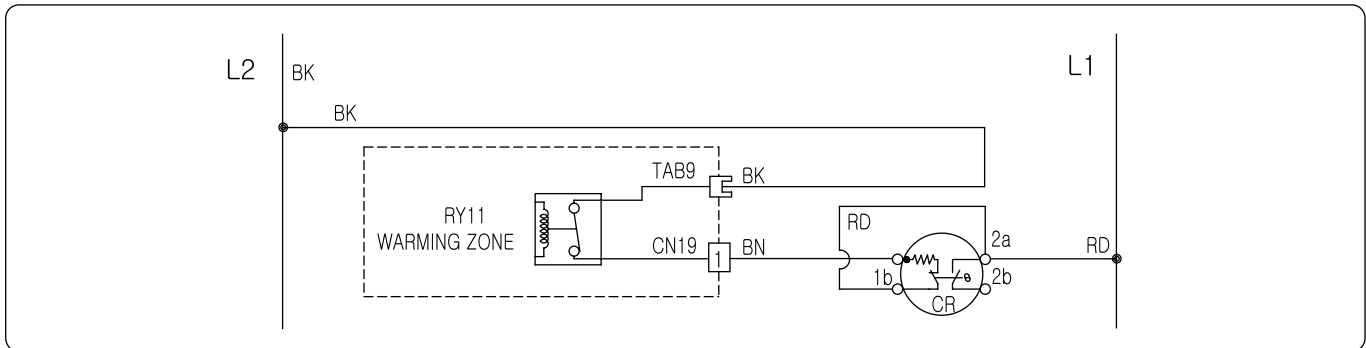 L2
BK
L1
BK
TAB9
BK
RY11
WARMING ZONE
RD
2a
RD
CN19
1
BN
1b
θ
2b
CR